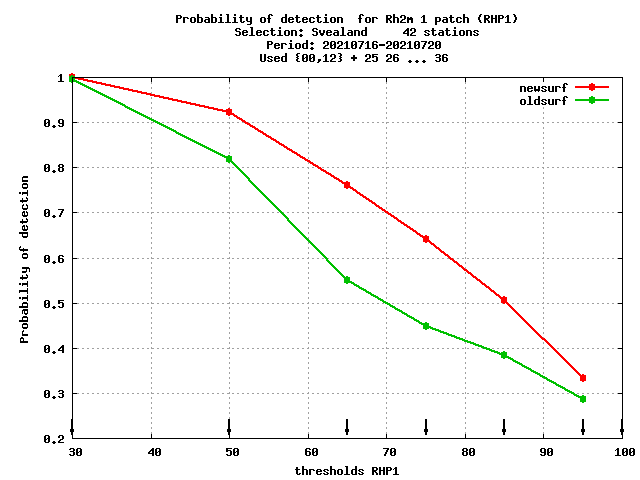 Probability of detection  for Rh2m 1 patch (RHP1)
Selection: Svealand     42 stations
Period: 20210716-20210720
Used {00,12} + 25 26 ... 36
newsurf
oldsurf
Probability of detection
1
0.9
0.8
0.7
0.6
0.5
0.4
0.3
0.2
30 40 50 60 70 80 90 100
thresholds RHP1